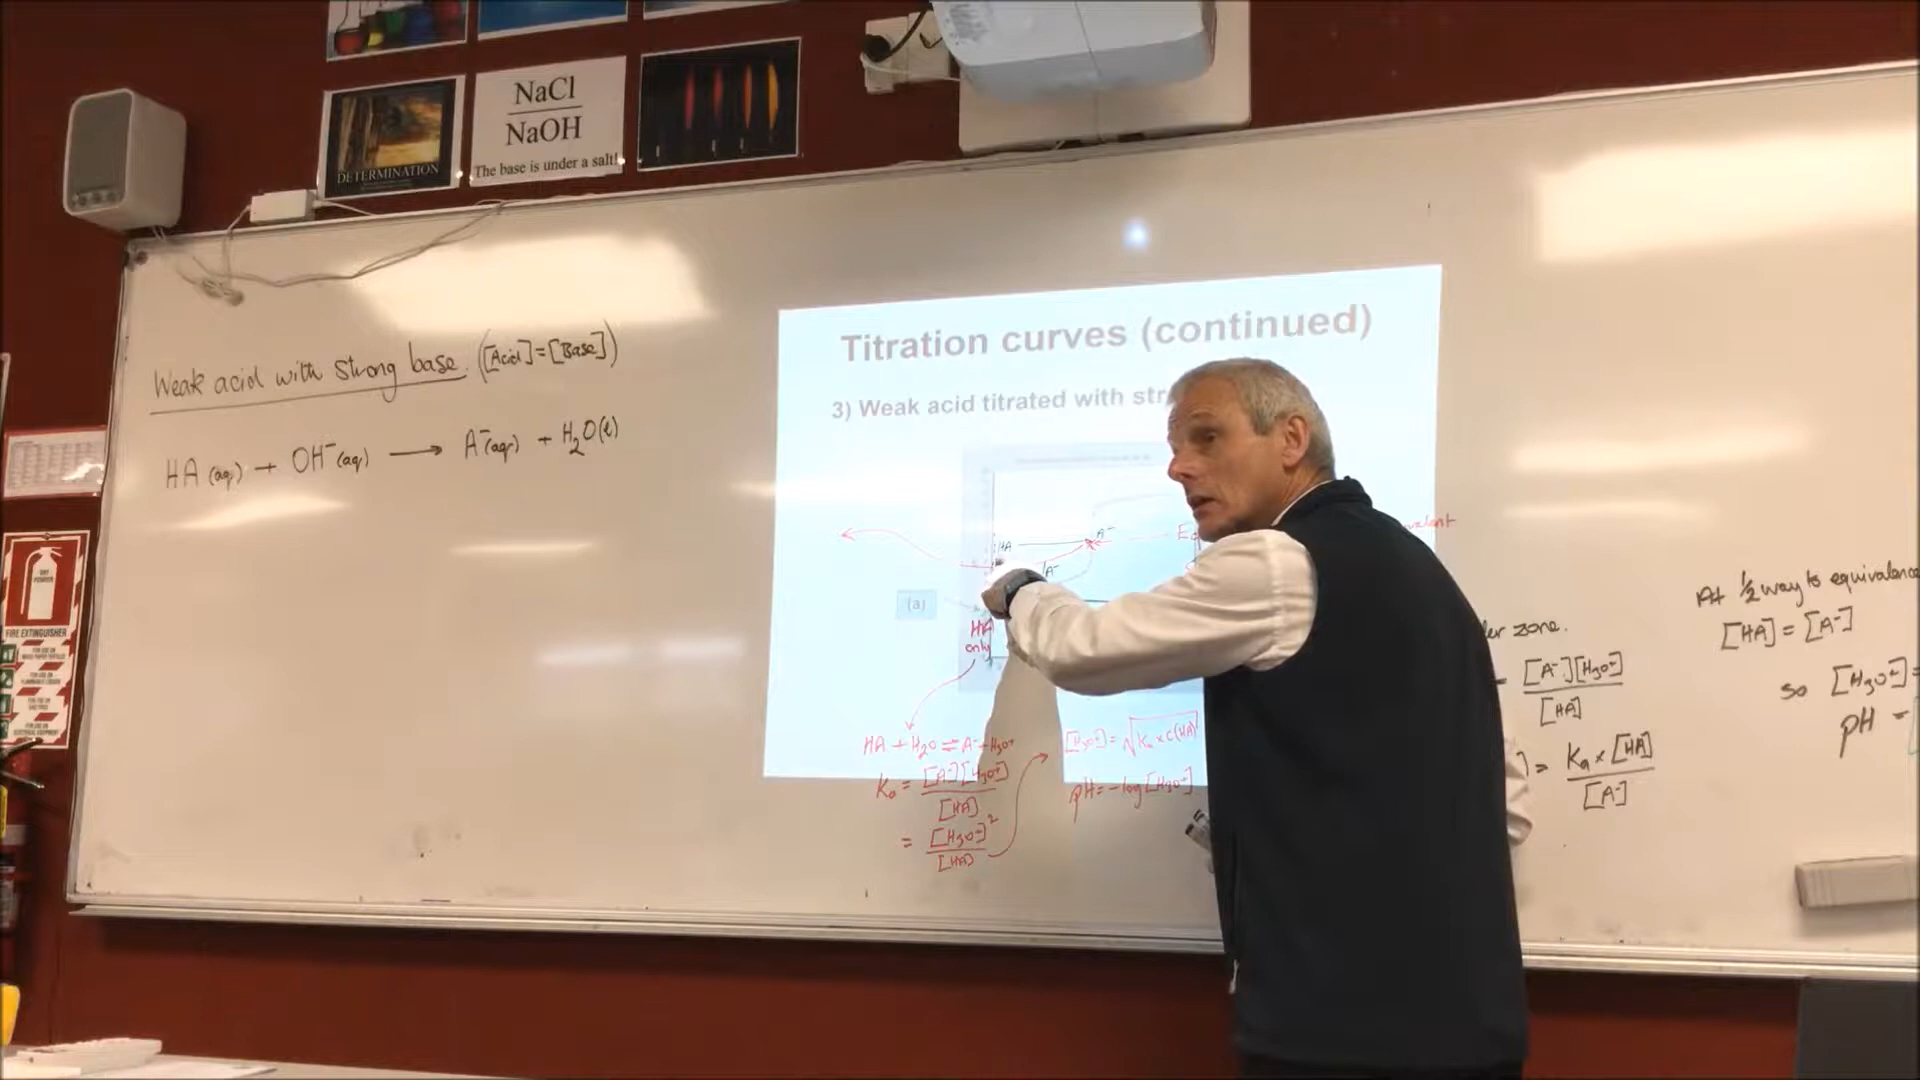 DETERMINATION
NaCl
NaOH
The base is under a salt!
Weak acid with strong base. ([Acid]=[Base])
HA (aq) + OH⁻(aq) ⟶ A⁻(aq) + H₂O(l)
FIRE EXTINGUISHER
Titration curves (continued)
3) Weak acid titrated with str
HA
A⁻
A⁻
(a)
HA
only
HA + H₂O ⇌ A⁻ + H₃O⁺
Kₐ = [A⁻][H₃O⁺]
[HA]
= [H₃O⁺]²
[HA]
[H₃O⁺] = √Kₐ × c(HA)
pH = -log [H₃O⁺]
zone.
= [A⁻][H₃O⁺]
[HA]
= Kₐ × [HA]
[A⁻]
At ½ way to equivalence
[HA] = [A⁻]
so [H₃O⁺] =
pH =